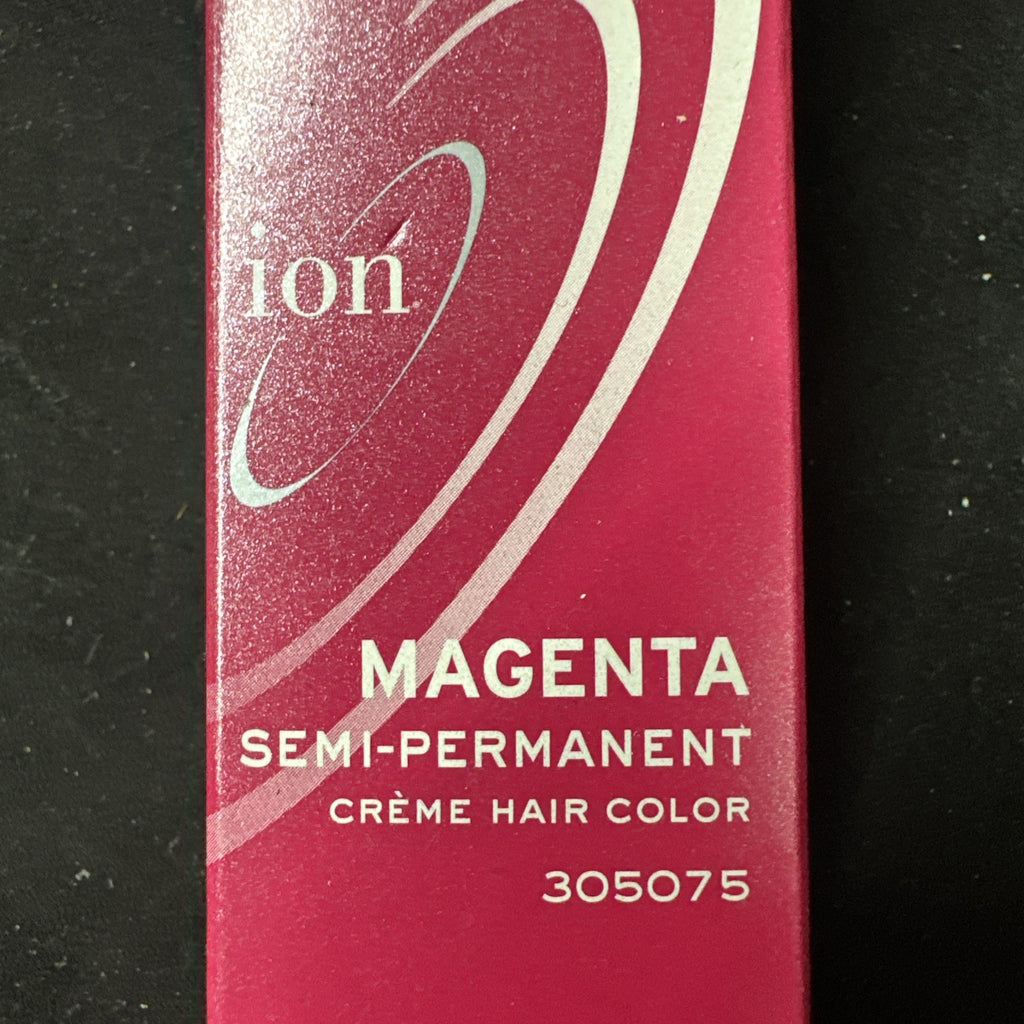 ion
MAGENTA
SEMI-PERMANENT
CRÈME HAIR COLOR
305075